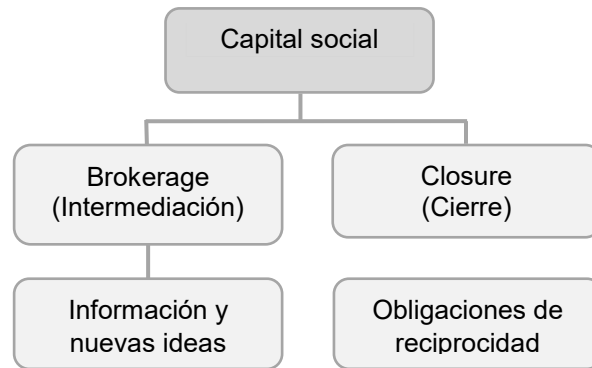 Capital social
Brokerage
(Intermediación)
Closure
(Cierre)
Información y
nuevas ideas
Obligaciones de
reciprocidad